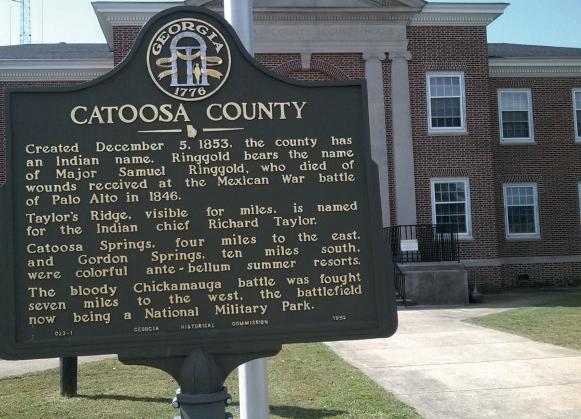 GEORGIA
1776
CATOOSA COUNTY
Created December 5, 1853, the county has
an Indian name. Ringgold bears the name
of Major Samuel Ringgold, who died of
wounds received at the Mexican War battle
of Palo Alto in 1846.
Taylor's Ridge, visible for miles, is named
for the Indian chief Richard Taylor.
Catoosa Springs, four miles to the east,
and Gordon Springs, ten miles south,
were colorful ante-bellum summer resorts.
The bloody Chickamauga battle was fought
seven miles to the west, the battlefield
now being a National Military Park.
023-1 GEORGIA HISTORICAL COMMISSION